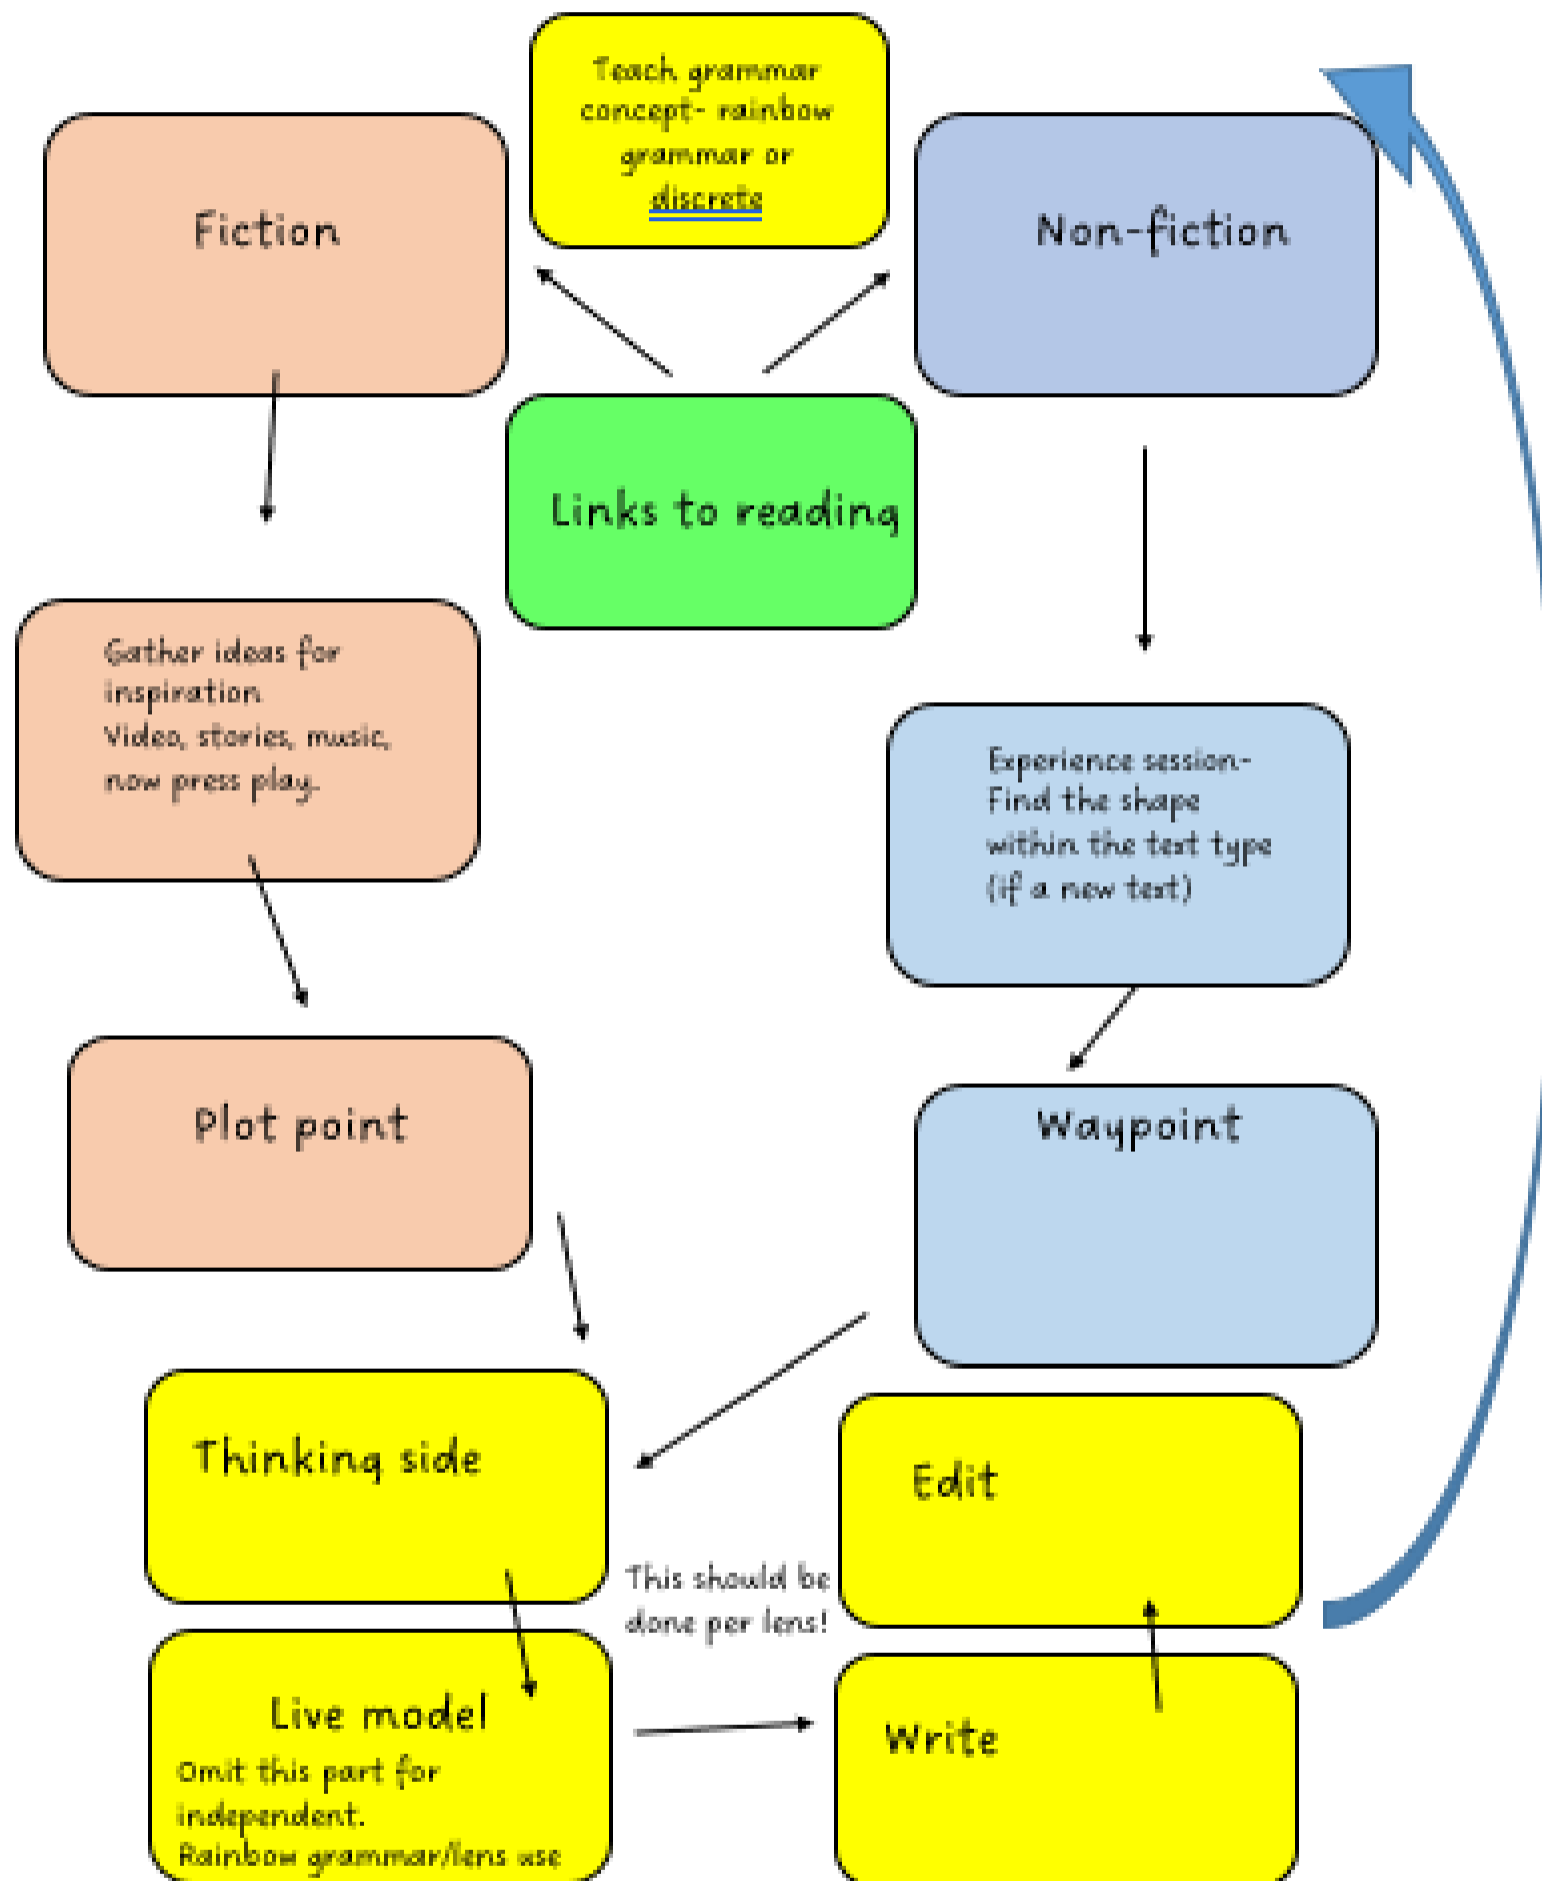 Teach grammar
concept- rainbow
grammar or
discrete
Fiction
Non-fiction
Links to reading
Gather ideas for
inspiration
Video, stories, music,
now press play.
Experience session-
Find the shape
within the text type
(if a new text)
Plot point
Waypoint
Thinking side
Edit
This should be
done per lens!
Live model
Omit this part for
independent.
Rainbow grammar/lens use
Write